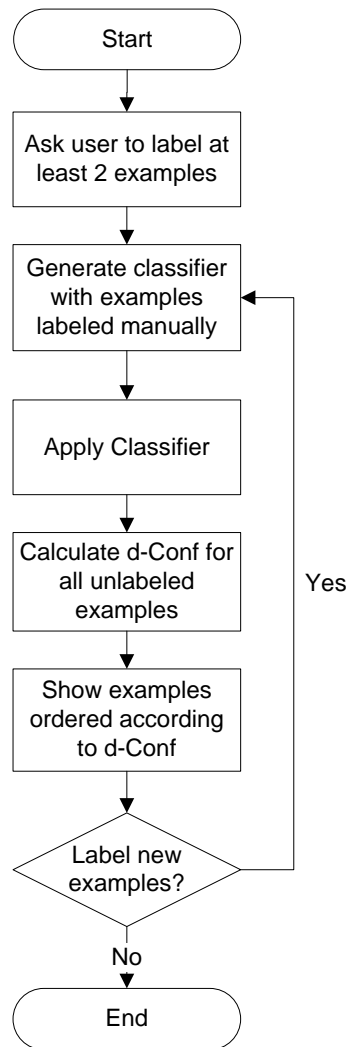 Start
Ask user to label at
least 2 examples
Generate classifier
with examples
labeled manually
Apply Classifier
Calculate d-Conf for
all unlabeled
examples
Yes
Show examples
ordered according
to d-Conf
Label new
examples?
No
End